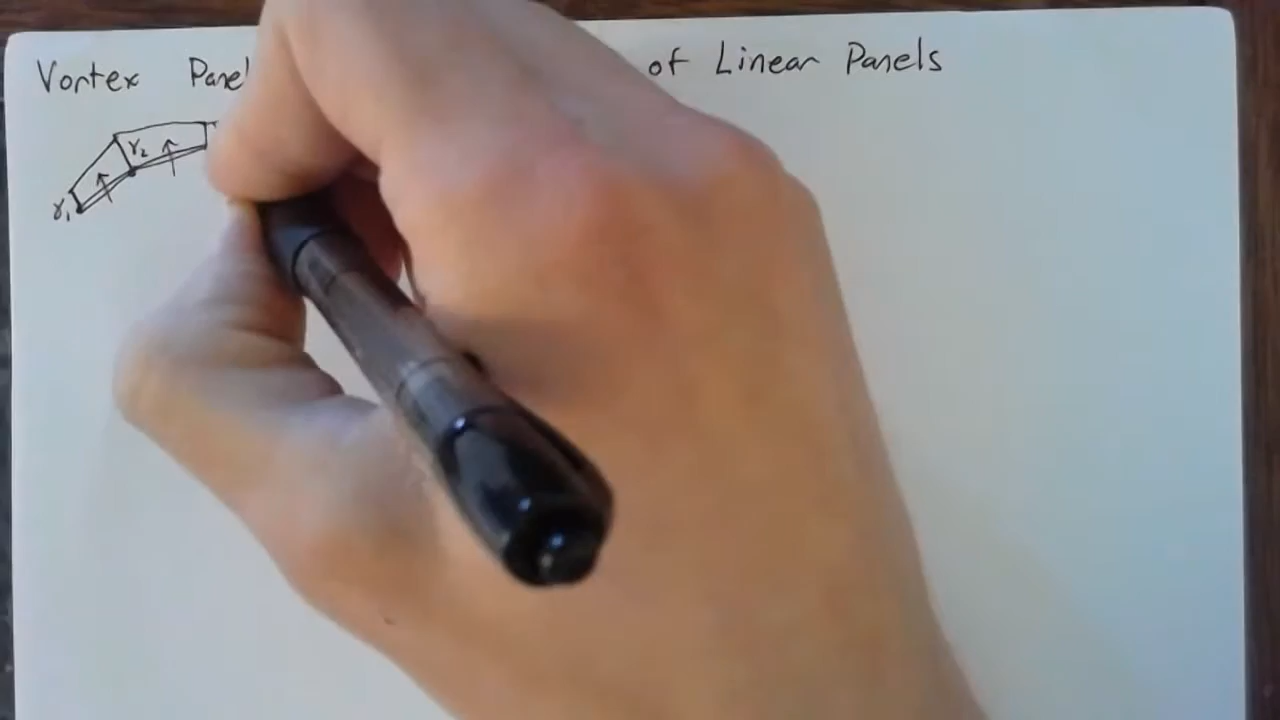 Vortex Panel of Linear Panels
γ₂
γ₁